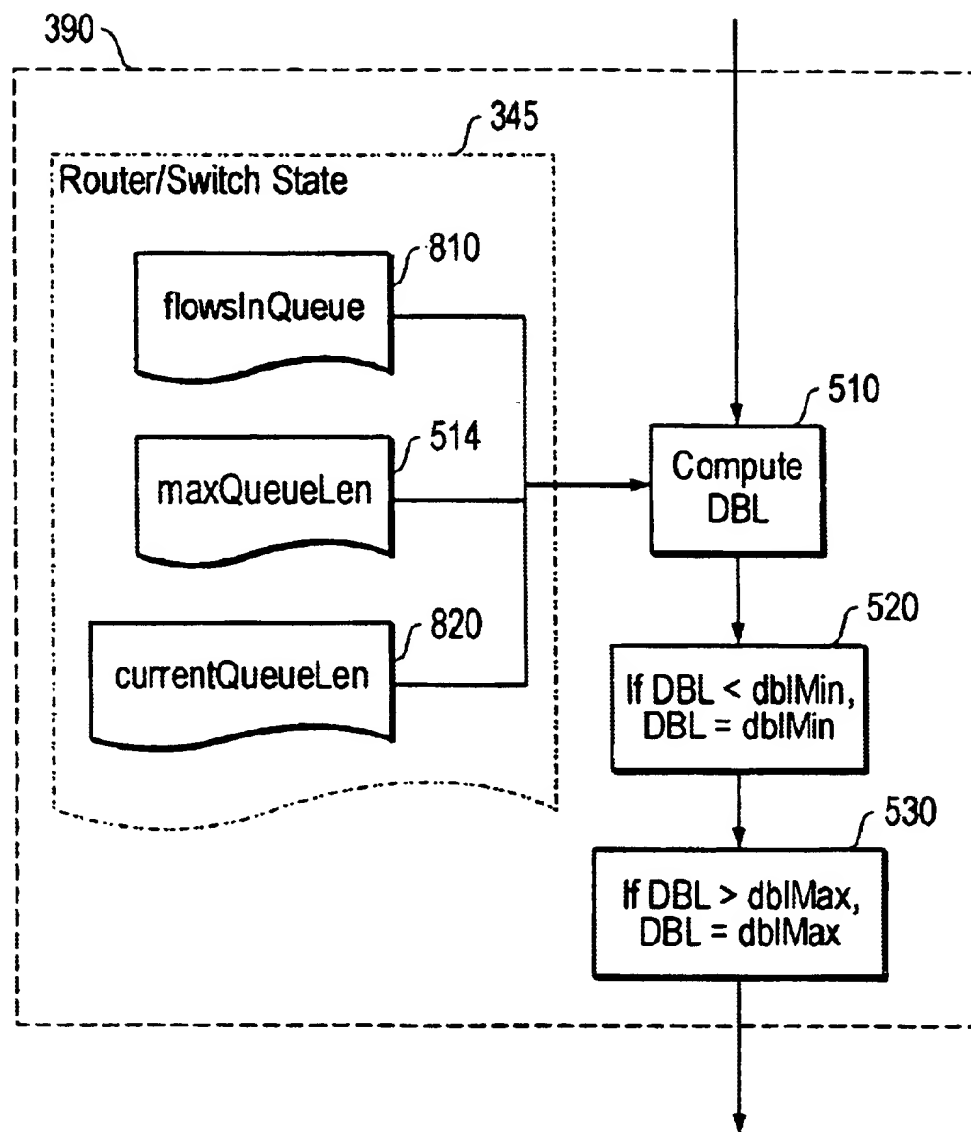 390
345
Router/Switch State
810
flowsInQueue
514
maxQueueLen
820
currentQueueLen
510
Compute
DBL
520
If DBL < dblMin,
DBL = dblMin
530
If DBL > dblMax,
DBL = dblMax